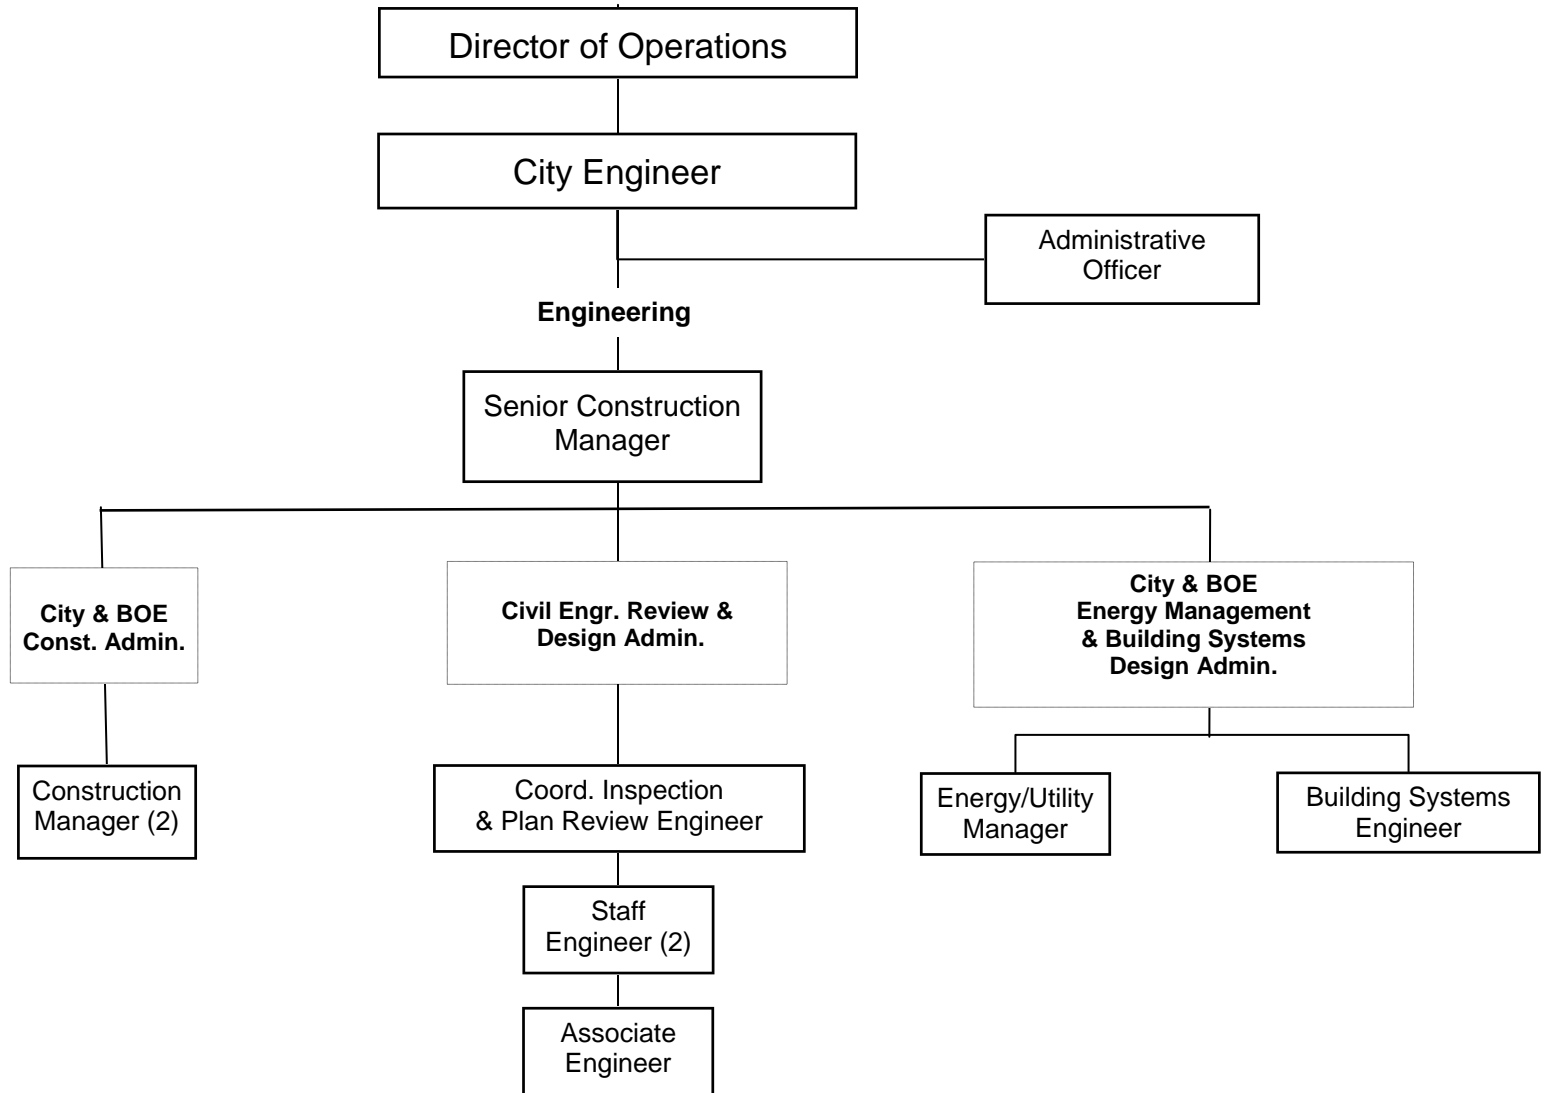 Director of Operations
City Engineer
Administrative
Officer
Engineering
Senior Construction
Manager
City & BOE
Const. Admin.
Civil Engr. Review &
Design Admin.
City & BOE
Energy Management
& Building Systems
Design Admin.
Construction
Manager (2)
Coord. Inspection
& Plan Review Engineer
Energy/Utility
Manager
Building Systems
Engineer
Staff
Engineer (2)
Associate
Engineer